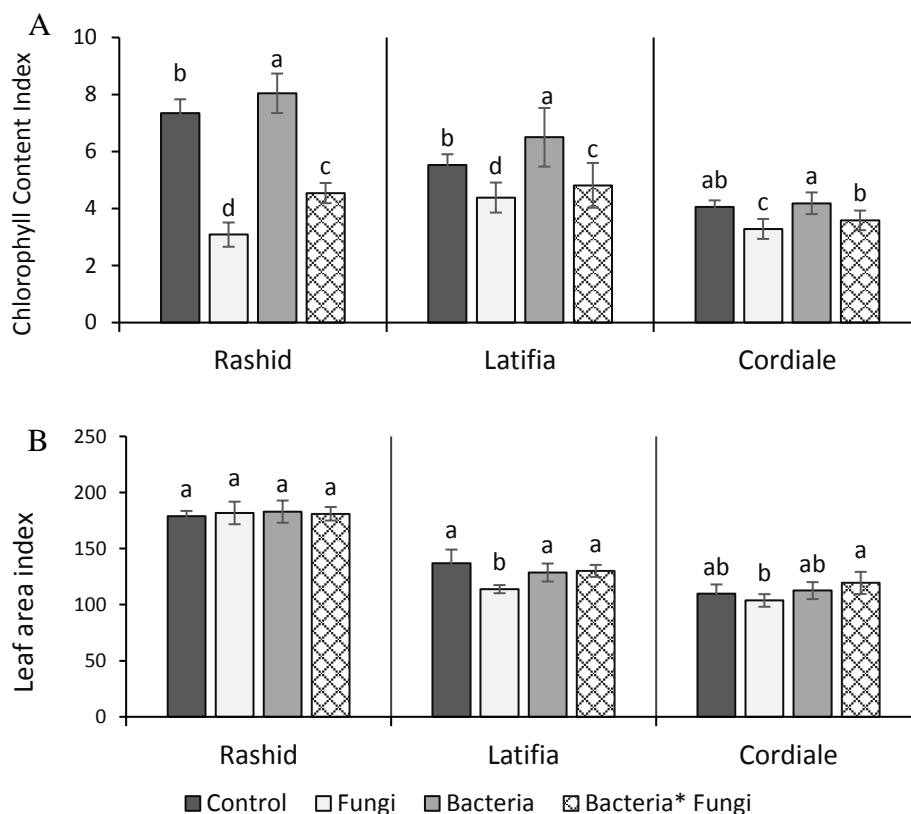 A
Chlorophyll Content Index
10
8
6
4
2
0
b
d
a
c
b
d
a
c
ab
c
a
b
Rashid
Latifia
Cordiale
B
Leaf area index
250
200
150
100
50
0
a
a
a
a
a
b
a
a
ab
b
ab
a
Rashid
Latifia
Cordiale
Control
Fungi
Bacteria
Bacteria* Fungi